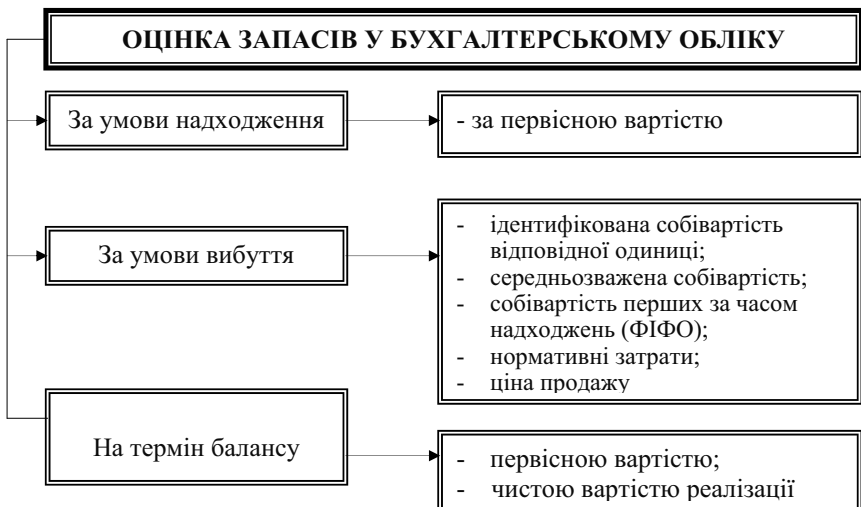 ОЦІНКА ЗАПАСІВ У БУХГАЛТЕРСЬКОМУ ОБЛІКУ
За умови надходження
- за первісною вартістю
За умови вибуття
- ідентифікована собівартість
відповідної одиниці;
- середньозважена собівартість;
- собівартість перших за часом
надходжень (ФІФО);
- нормативні затрати;
- ціна продажу
На термін балансу
- первісною вартістю;
- чистою вартістю реалізації